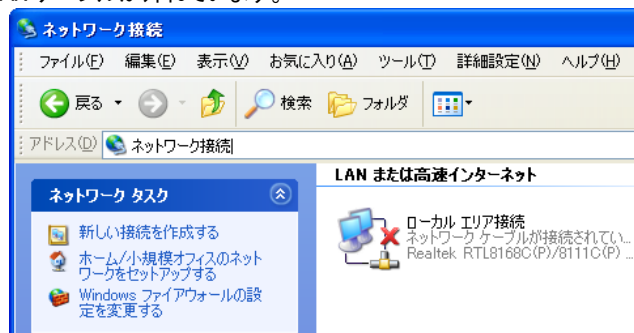 ネットワーク接続
ファイル(F) 編集(E) 表示(V) お気に入り(A) ツール(T) 詳細設定(N) ヘルプ(H)
戻る 検索 フォルダ
アドレス(D) ネットワーク接続
ネットワーク タスク
新しい接続を作成する
ホーム/小規模オフィスのネット
ワークをセットアップする
Windows ファイアウォールの設
定を変更する
LAN または高速インターネット
ローカル エリア接続
ネットワーク ケーブルが接続されてい...
Realtek RTL8168C(P)/8111C(P) ...